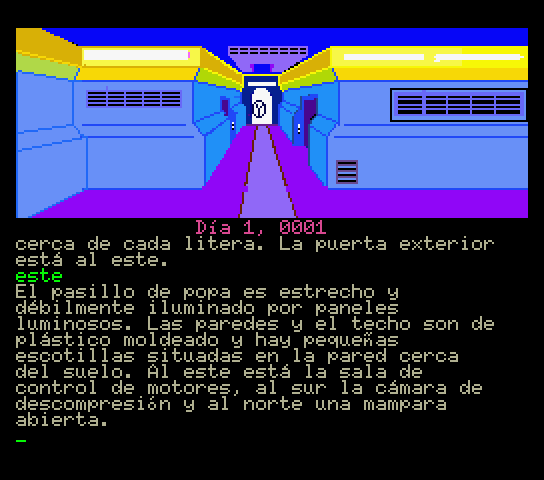 Día 1, 0001
cerca de cada litera. La puerta exterior
está al este.
este
El pasillo de popa es estrecho y
débilmente iluminado por paneles
luminosos. Las paredes y el techo son de
plástico moldeado y hay pequeñas
escotillas situadas en la pared cerca
del suelo. Al este está la sala de
control de motores, al sur la cámara de
descompresión y al norte una mampara
abierta.